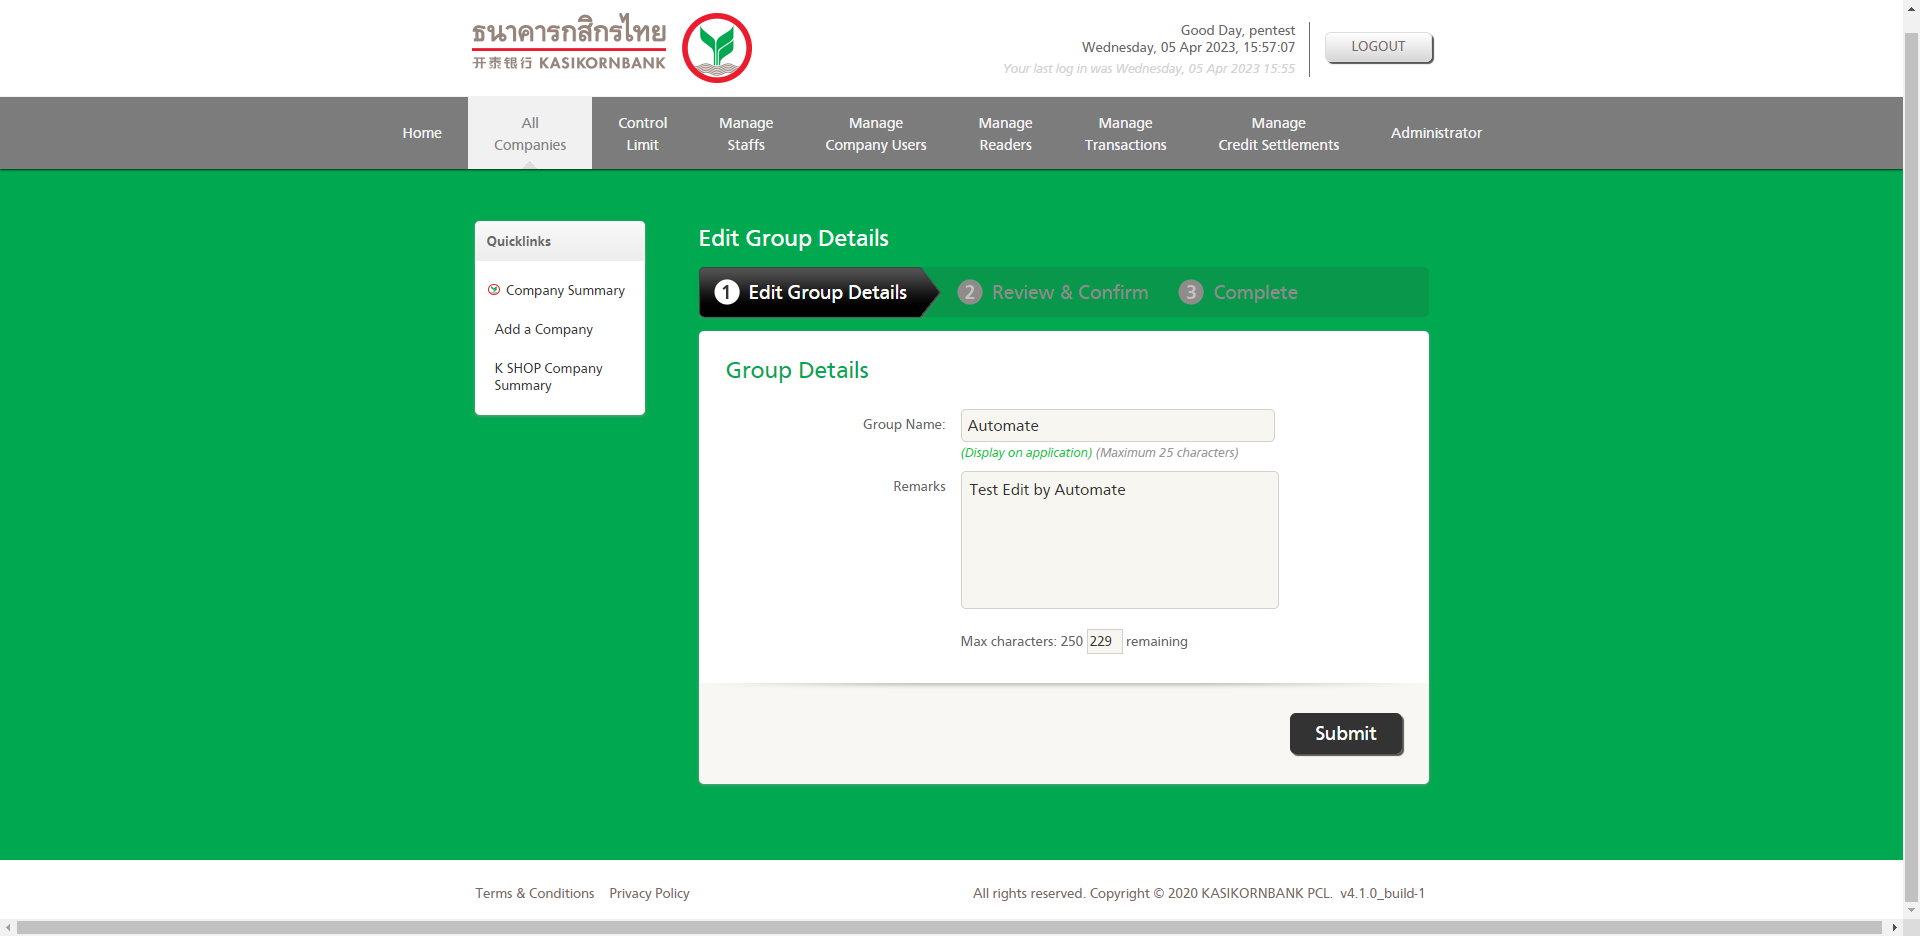 ธนาคารกสิกรไทย
开泰银行 KASIKORNBANK
Good Day, pentest
Wednesday, 05 Apr 2023, 15:57:07
Your last log in was Wednesday, 05 Apr 2023 15:55
LOGOUT
Home
All
Companies
Control
Limit
Manage
Staffs
Manage
Company Users
Manage
Readers
Manage
Transactions
Manage
Credit Settlements
Administrator
Quicklinks
Company Summary
Add a Company
K SHOP Company
Summary
Edit Group Details
1 Edit Group Details 2 Review & Confirm 3 Complete
Group Details
Group Name: Automate
(Display on application) (Maximum 25 characters)
Remarks Test Edit by Automate
Max characters: 250 229 remaining
Submit
Terms & Conditions Privacy Policy All rights reserved. Copyright © 2020 KASIKORNBANK PCL. v4.1.0_build-1